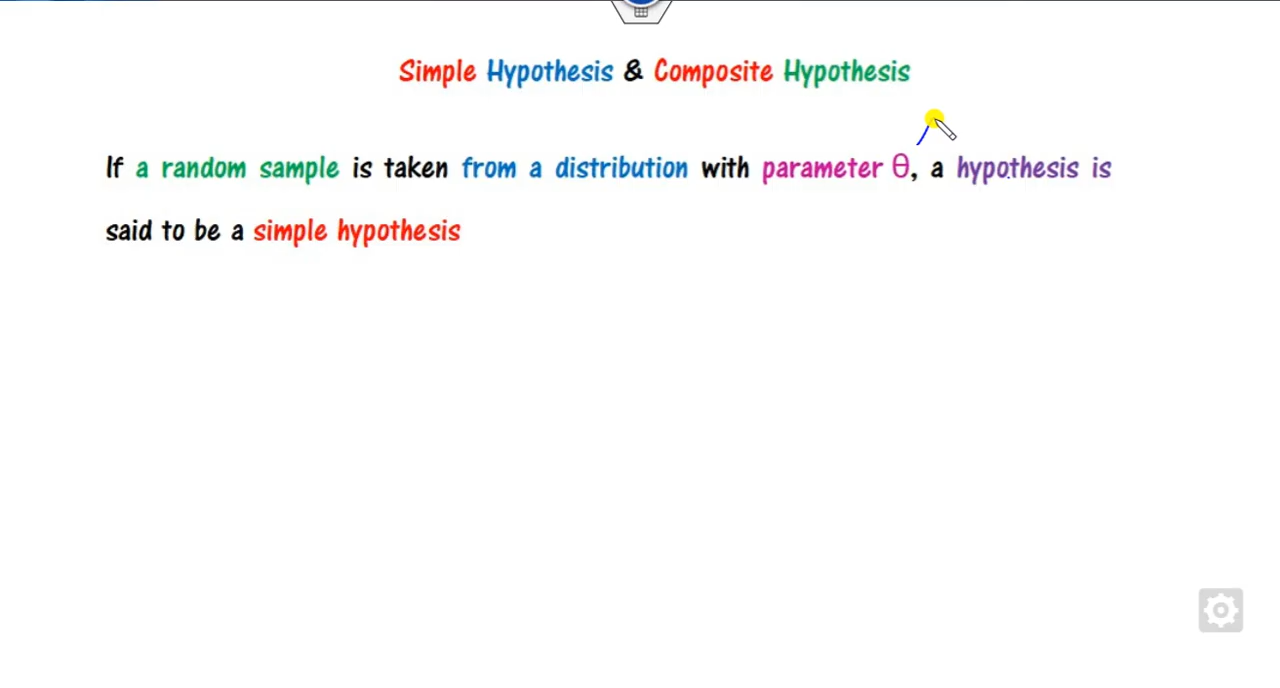 Simple Hypothesis & Composite Hypothesis
If a random sample is taken from a distribution with parameter θ, a hypothesis is
said to be a simple hypothesis